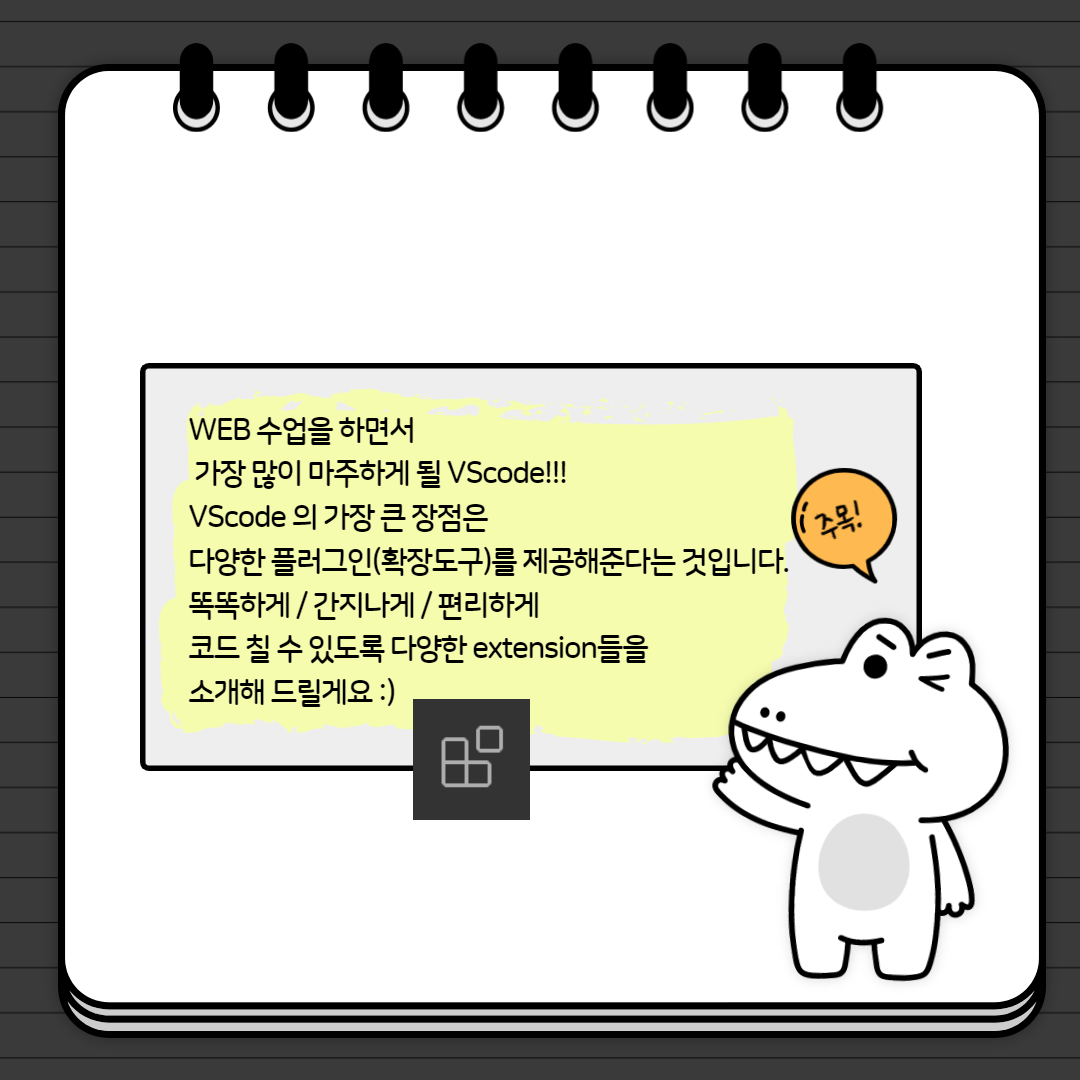 WEB 수업을 하면서
가장 많이 마주하게 될 VScode!!!
VScode 의 가장 큰 장점은
다양한 플러그인(확장도구)를 제공해준다는 것입니다.
주목!
똑똑하게 / 간지나게 / 편리하게
코드 칠 수 있도록 다양한 extension들을
소개해 드릴게요 :)